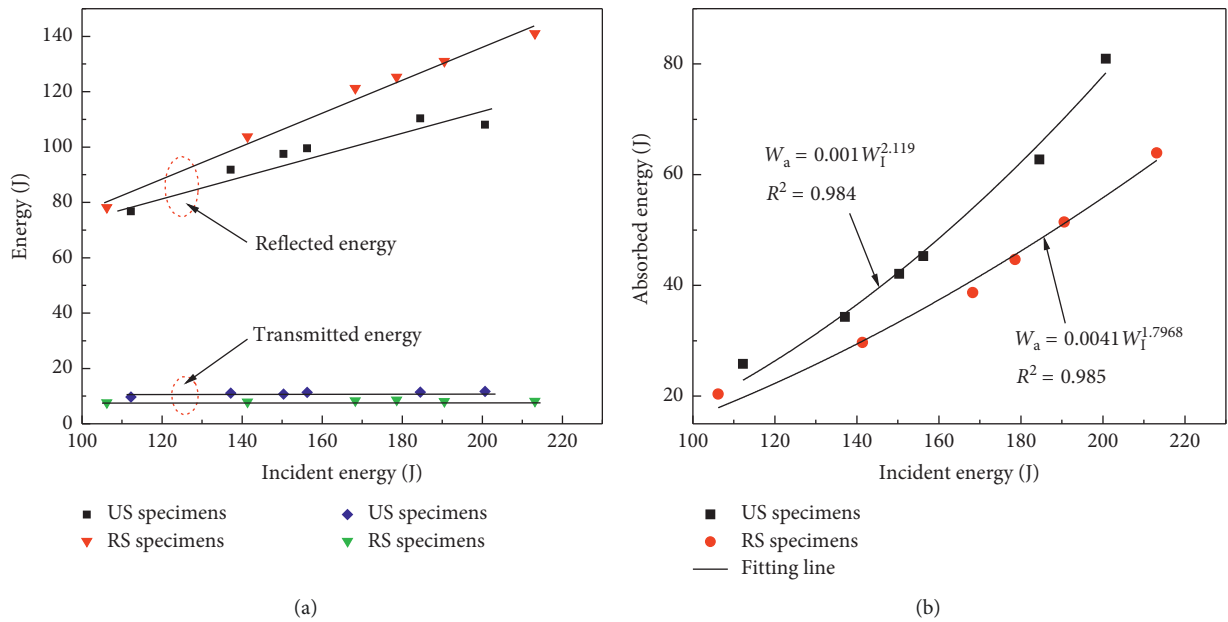 140
120
100
80
60
40
20
0
Energy (J)
Reflected energy
Transmitted energy
100 120 140 160 180 200 220
Incident energy (J)
US specimens
RS specimens
US specimens
RS specimens
(a)
80
60
40
20
Absorbed energy (J)
W_a = 0.001W_I^2.119
R² = 0.984
W_a = 0.0041W_I^1.7968
R² = 0.985
100 120 140 160 180 200 220
Incident energy (J)
US specimens
RS specimens
Fitting line
(b)